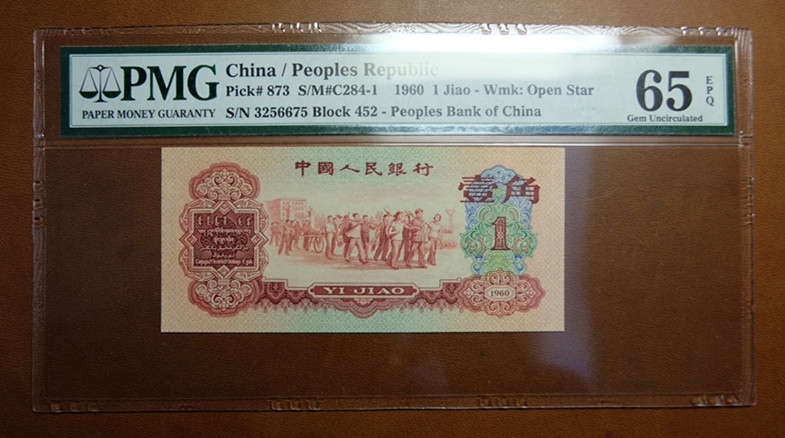 PMG
PAPER MONEY GUARANTY
China / Peoples Republic
Pick# 873 S/M#C284-1 1960 1 Jiao - Wmk: Open Star
S/N 3256675 Block 452 - Peoples Bank of China
65
EPQ
Gem Uncirculated
中國人民銀行
壹角
1
YI JIAO
1960